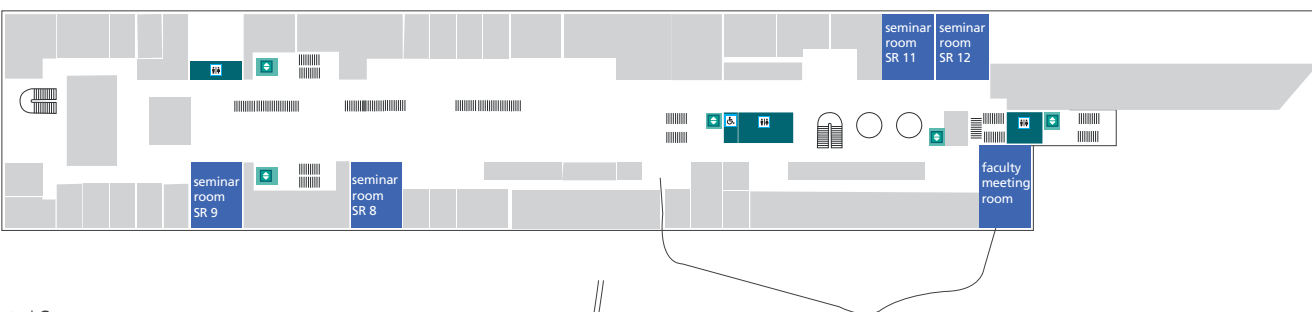 seminar
room
SR 11
seminar
room
SR 12
seminar
room
SR 9
seminar
room
SR 8
faculty
meeting
room